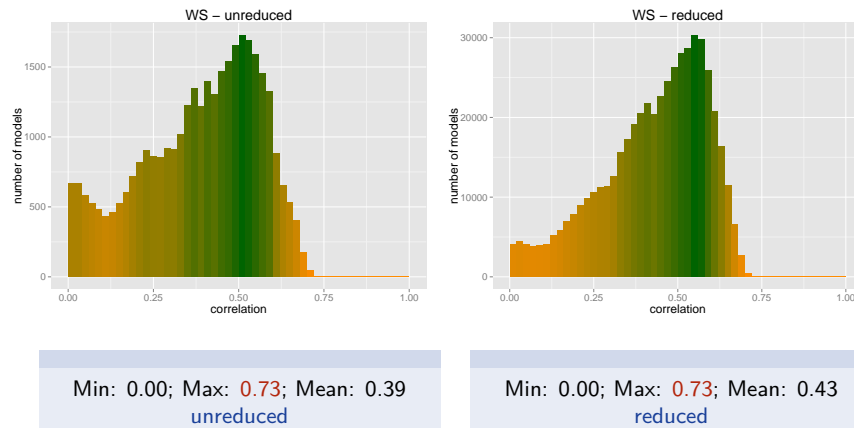 WS − unreduced
number of models
1500
1000
500
0
0.00 0.25 0.50 0.75 1.00
correlation
WS − reduced
number of models
30000
20000
10000
0
0.00 0.25 0.50 0.75 1.00
correlation
Min: 0.00; Max: 0.73; Mean: 0.39
unreduced
Min: 0.00; Max: 0.73; Mean: 0.43
reduced